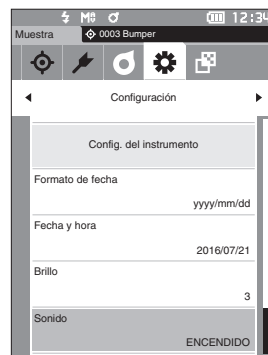 12:34
Muestra
0003 Bumper
Configuración
Config. del instrumento
Formato de fecha
yyyy/mm/dd
Fecha y hora
2016/07/21
Brillo
3
Sonido
ENCENDIDO